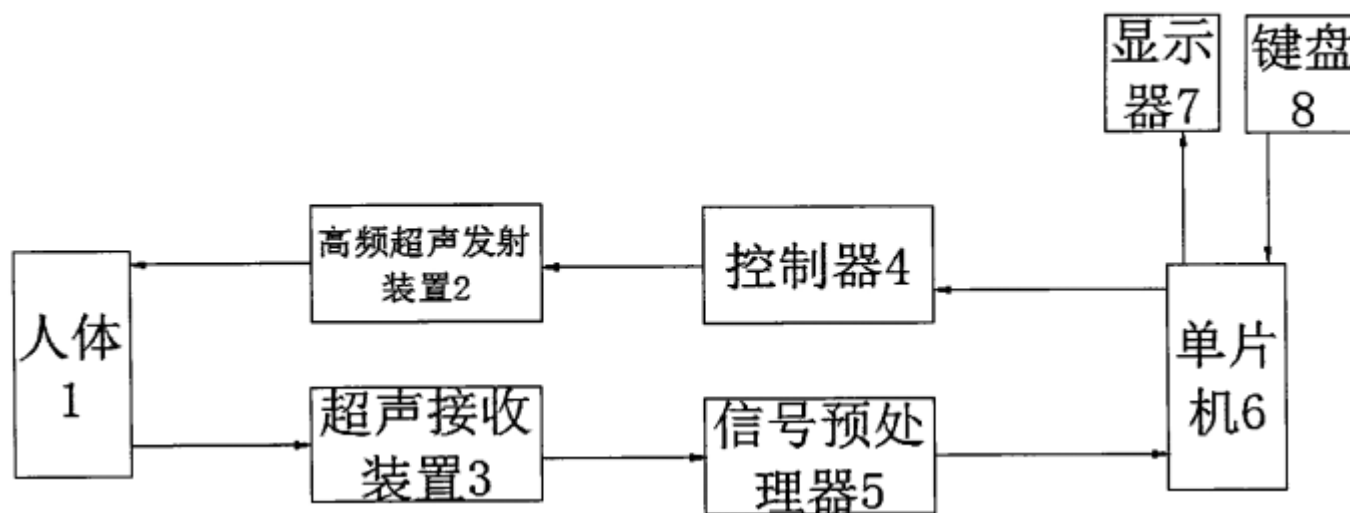 显示
器7
键盘
8
高频超声发射
装置2
控制器4
人体
1
单片
机6
超声接收
装置3
信号预处
理器5